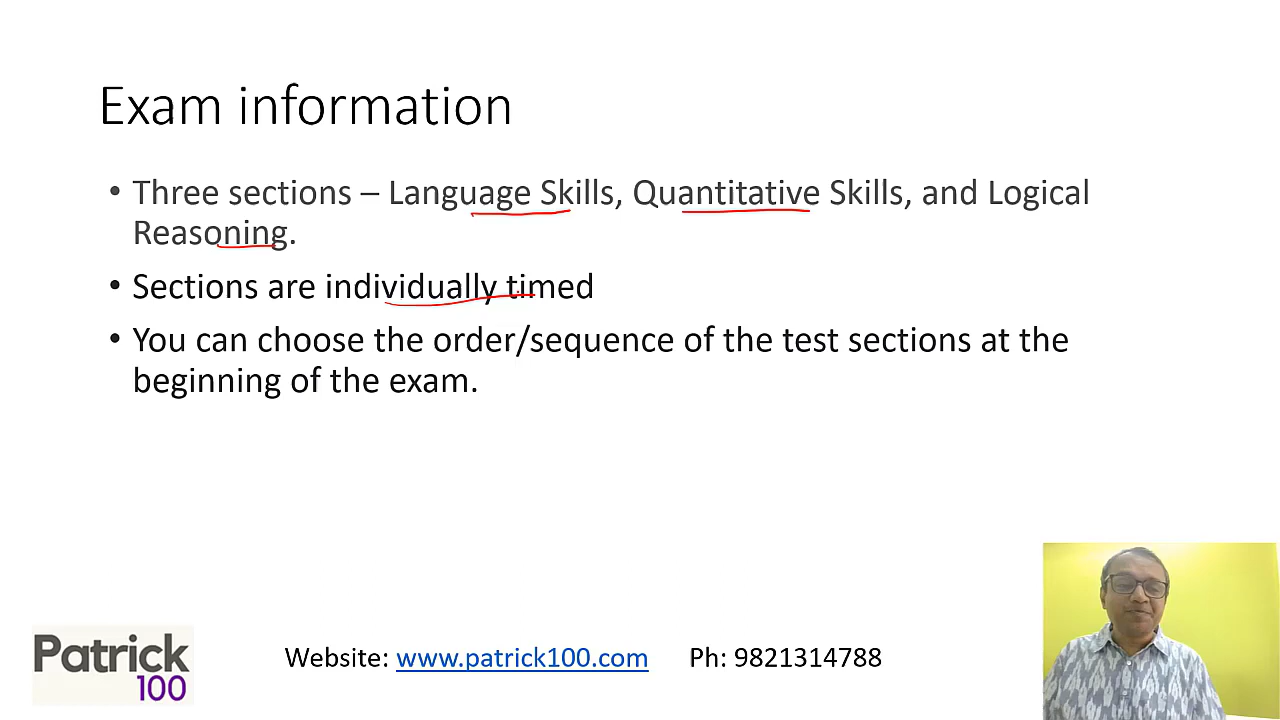 Exam information
• Three sections – Language Skills, Quantitative Skills, and Logical
Reasoning.
• Sections are individually timed
• You can choose the order/sequence of the test sections at the
beginning of the exam.
Patrick
100
Website: www.patrick100.com Ph: 9821314788